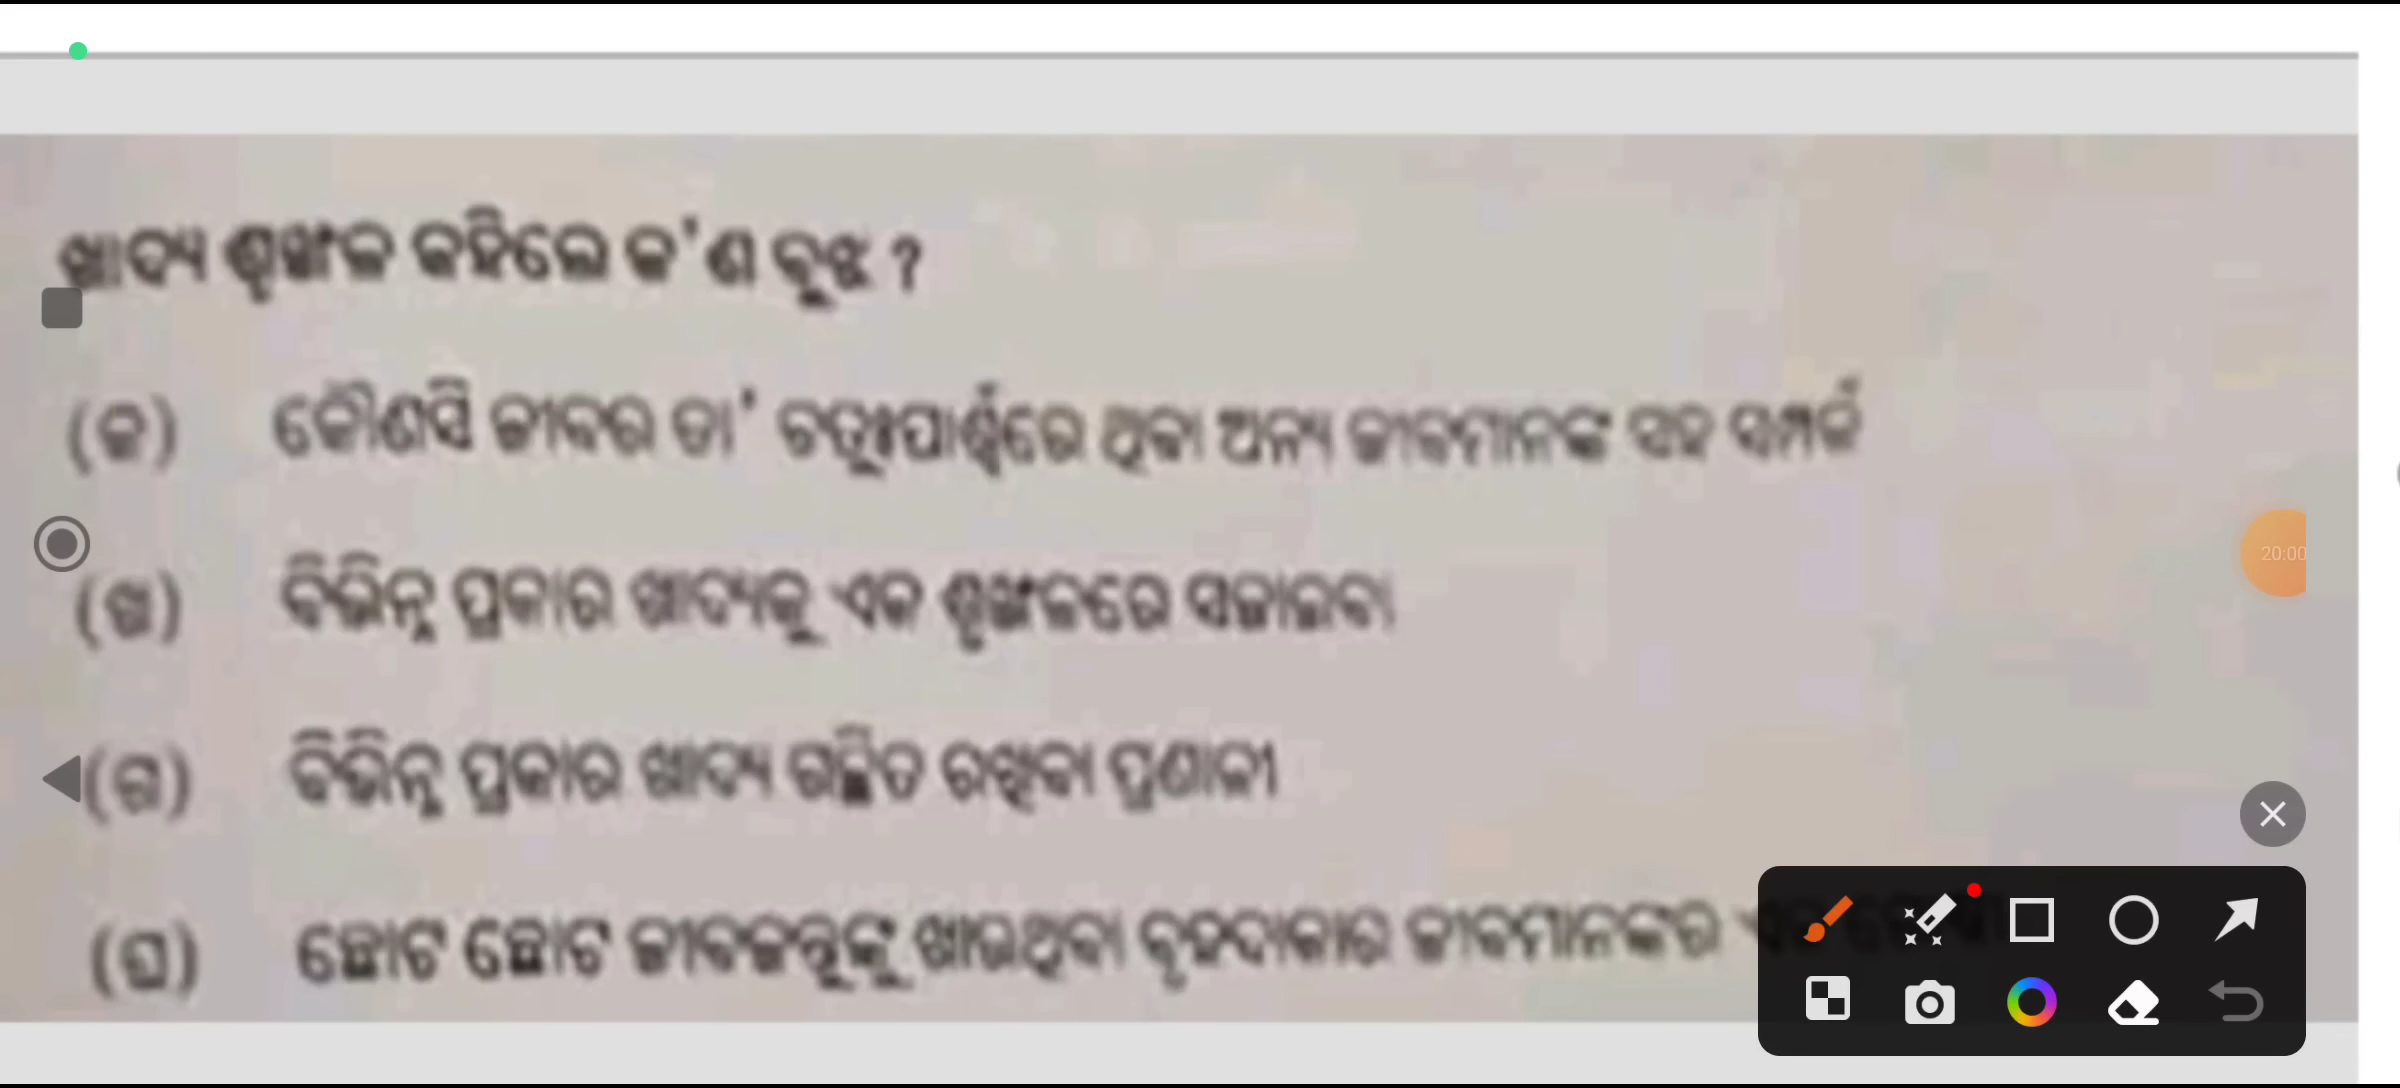 ଖାଦ୍ୟ ଶୃଙ୍ଖଳ କହିଲେ କ'ଣ ବୁଝ ?
(କ) କୌଣସି ଜୀବର ତା' ଚତୁଃପାର୍ଶ୍ୱରେ ଥିବା ଅନ୍ୟ ଜୀବମାନଙ୍କ ସହ ସମ୍ପର୍କ
(ଖ) ବିଭିନ୍ନ ପ୍ରକାର ଖାଦ୍ୟକୁ ଏକ ଶୃଙ୍ଖଳରେ ସଜାଇବା
20:00
(ଗ) ବିଭିନ୍ନ ପ୍ରକାର ଖାଦ୍ୟ ଗଚ୍ଛିତ ରଖିବା ପ୍ରଣାଳୀ
(ଘ) ଛୋଟ ଛୋଟ ଜୀବଜନ୍ତୁଙ୍କୁ ଖାଉଥିବା ବୃହଦାକାର ଜୀବମାନଙ୍କର